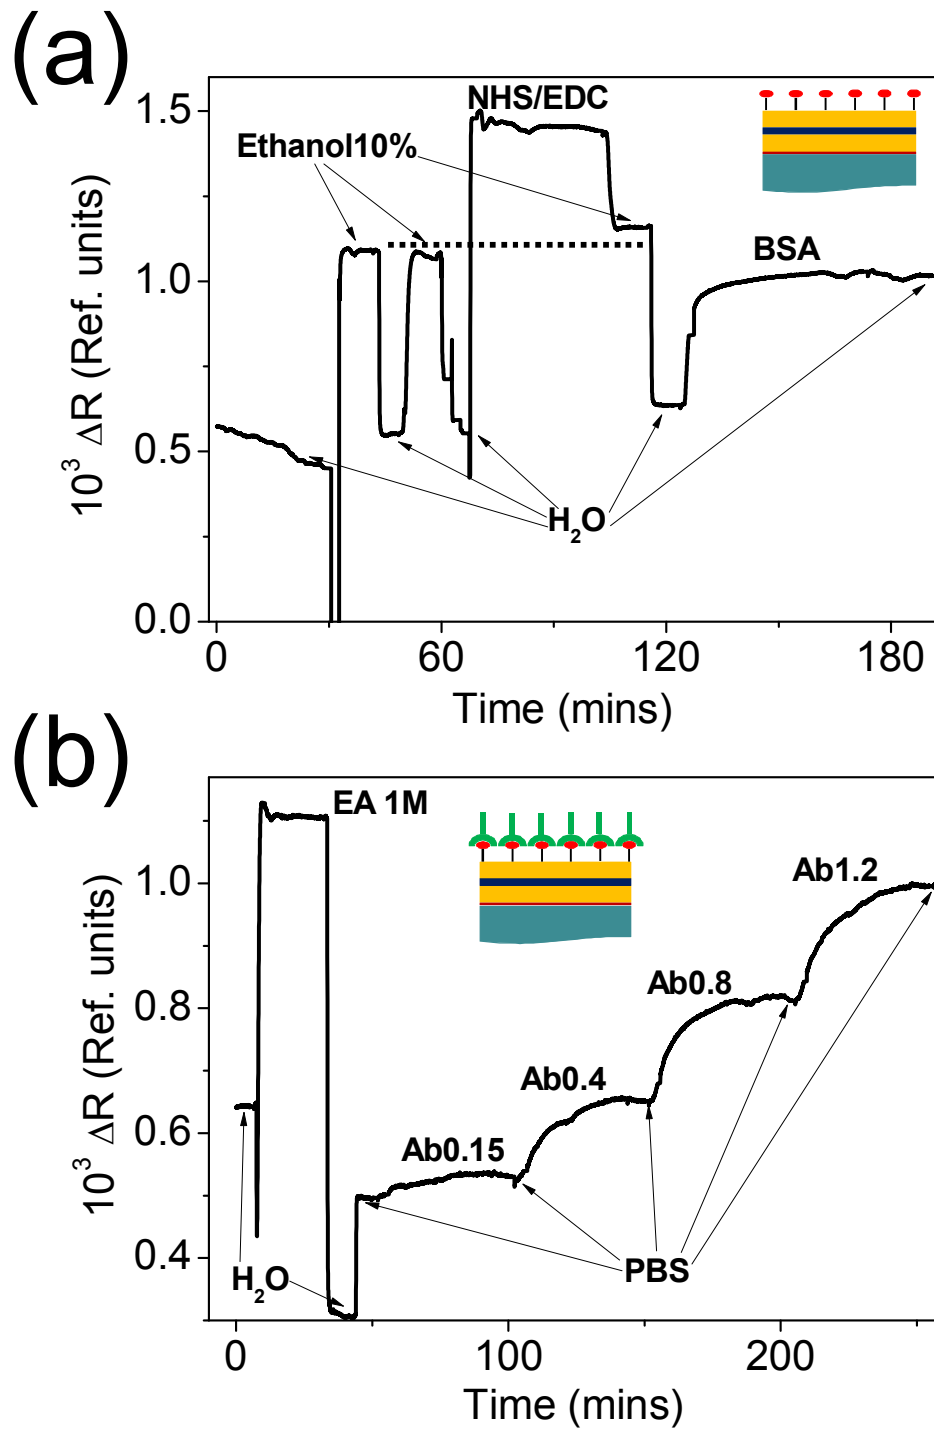 (a)
NHS/EDC
Ethanol10%
BSA
H2O
1.5
1.0
0.5
0.0
10³ ΔR (Ref. units)
0 60 120 180
Time (mins)
(b)
EA 1M
Ab1.2
Ab0.8
Ab0.4
Ab0.15
PBS
H2O
1.0
0.8
0.6
0.4
10³ ΔR (Ref. units)
0 100 200
Time (mins)